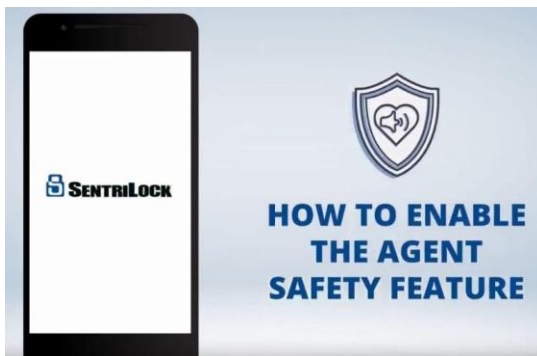 SENTRILOCK
HOW TO ENABLE
THE AGENT
SAFETY FEATURE